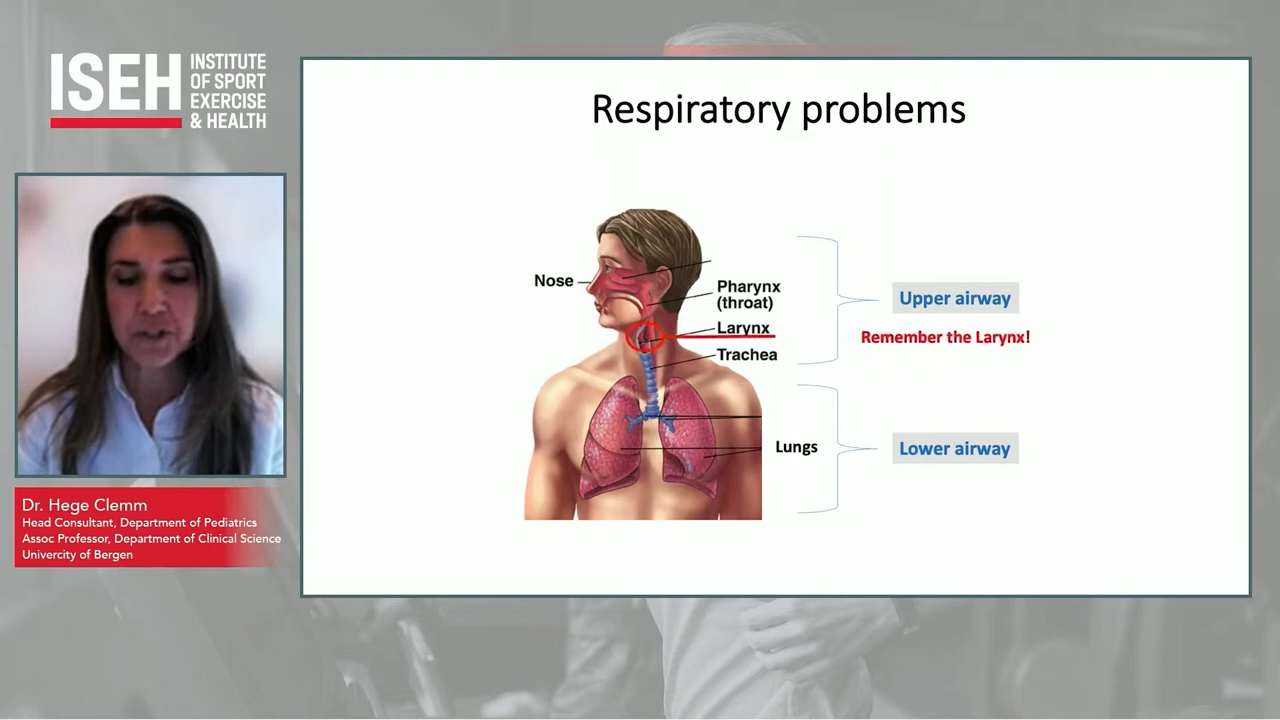 ISEH
INSTITUTE
OF SPORT
EXERCISE
& HEALTH
Respiratory problems
Nose
Pharynx
(throat)
Larynx
Trachea
Lungs
Upper airway
Remember the Larynx!
Lower airway
Dr. Hege Clemm
Head Consultant, Department of Pediatrics
Assoc Professor, Department of Clinical Science
Univercity of Bergen